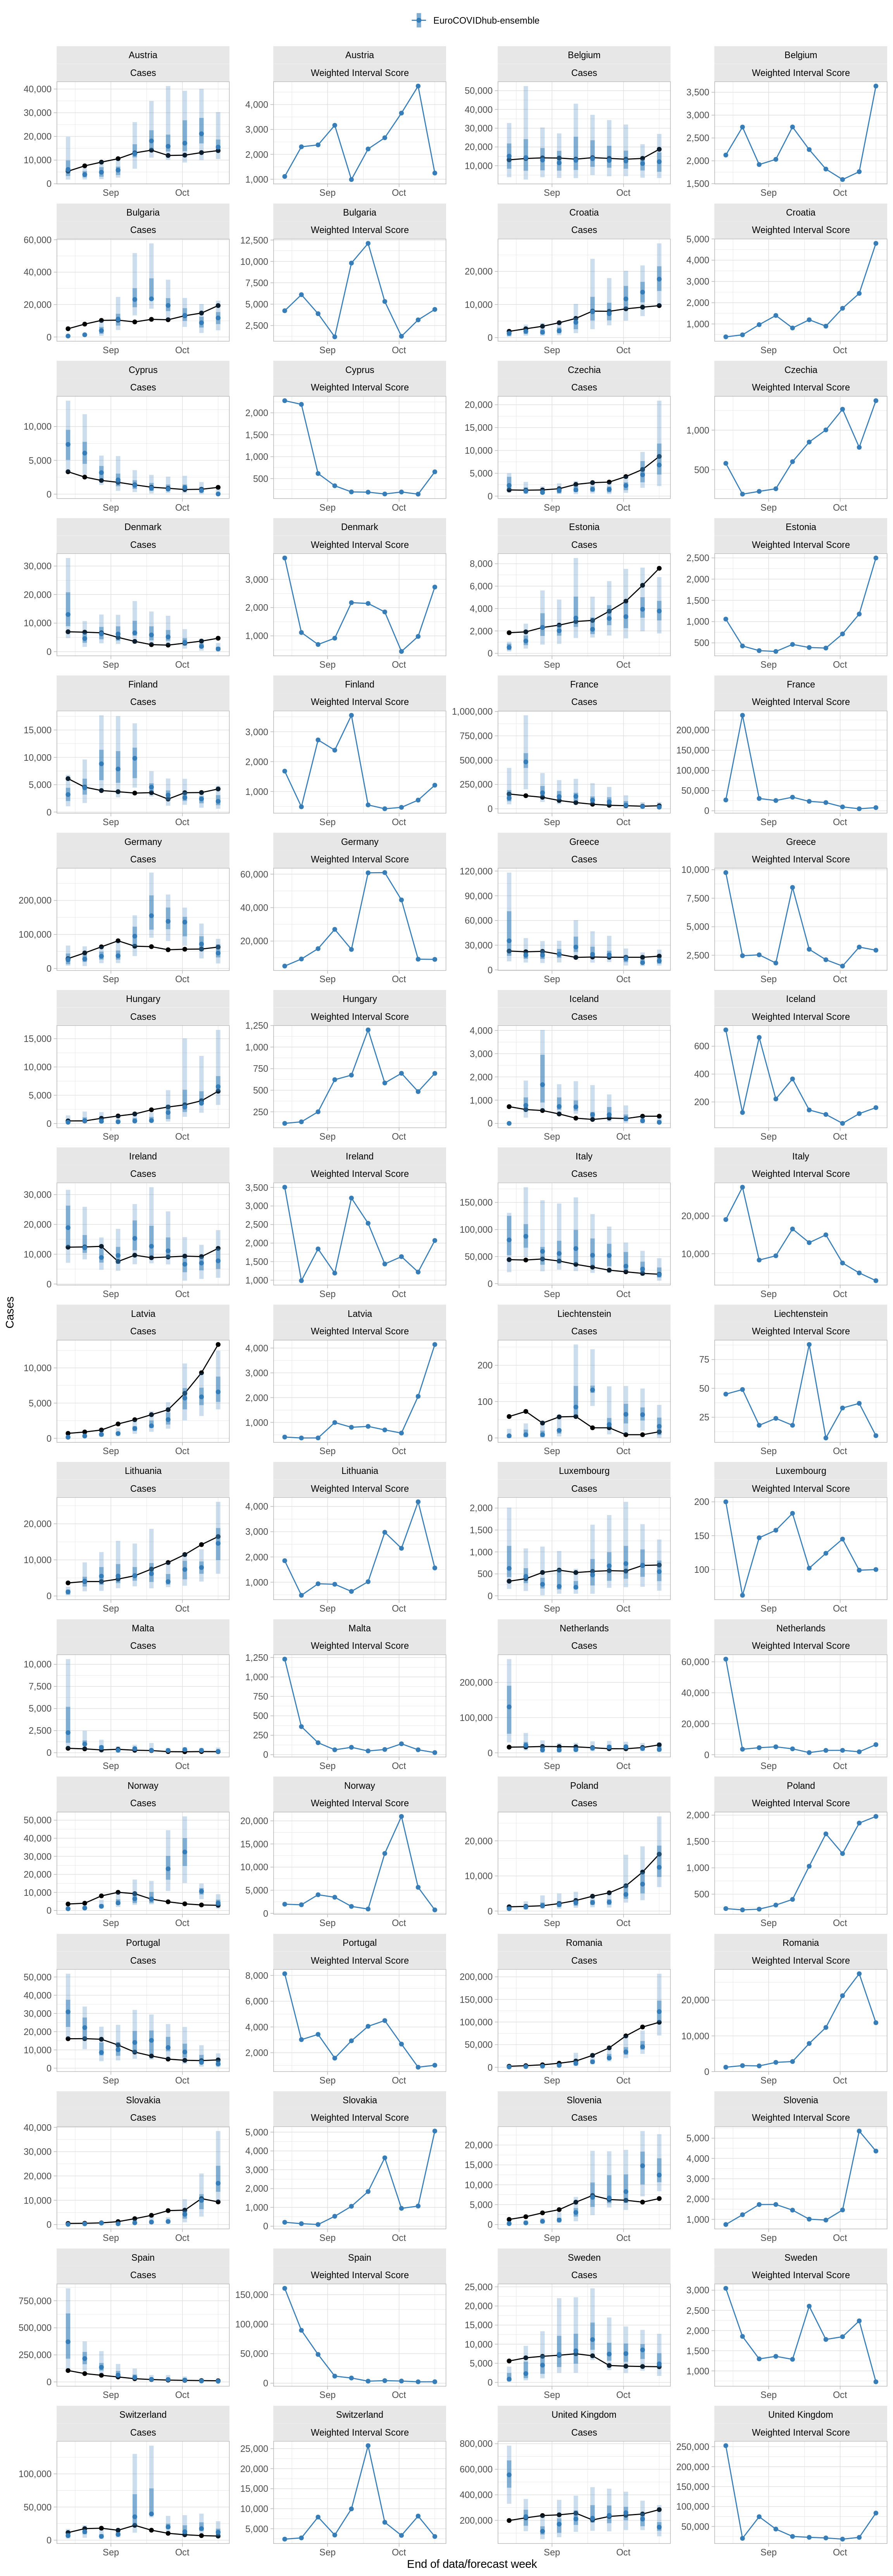 EuroCOVIDhub-ensemble
Austria Austria Belgium Belgium
Cases Weighted Interval Score Cases Weighted Interval Score
40,000 30,000 20,000 10,000 0
4,000 3,000 2,000 1,000
50,000 40,000 30,000 20,000 10,000
3,500 3,000 2,500 2,000 1,500
Sep Oct Sep Oct Sep Oct Sep Oct
Bulgaria Bulgaria Croatia Croatia
Cases Weighted Interval Score Cases Weighted Interval Score
60,000 40,000 20,000 0
12,500 10,000 7,500 5,000 2,500
20,000 10,000 0
5,000 4,000 3,000 2,000 1,000
Sep Oct Sep Oct Sep Oct Sep Oct
Cyprus Cyprus Czechia Czechia
Cases Weighted Interval Score Cases Weighted Interval Score
10,000 5,000 0
2,000 1,500 1,000 500
20,000 15,000 10,000 5,000 0
1,000 500
Sep Oct Sep Oct Sep Oct Sep Oct
Denmark Denmark Estonia Estonia
Cases Weighted Interval Score Cases Weighted Interval Score
30,000 20,000 10,000 0
3,000 2,000 1,000
8,000 6,000 4,000 2,000 0
2,500 2,000 1,500 1,000 500
Sep Oct Sep Oct Sep Oct Sep Oct
Finland Finland France France
Cases Weighted Interval Score Cases Weighted Interval Score
15,000 10,000 5,000 0
3,000 2,000 1,000
1,000,000 750,000 500,000 250,000 0
200,000 150,000 100,000 50,000 0
Sep Oct Sep Oct Sep Oct Sep Oct
Germany Germany Greece Greece
Cases Weighted Interval Score Cases Weighted Interval Score
200,000 100,000 0
60,000 40,000 20,000
120,000 90,000 60,000 30,000 0
10,000 7,500 5,000 2,500
Sep Oct Sep Oct Sep Oct Sep Oct
Hungary Hungary Iceland Iceland
Cases Weighted Interval Score Cases Weighted Interval Score
15,000 10,000 5,000 0
1,250 1,000 750 500 250
4,000 3,000 2,000 1,000 0
600 400 200
Sep Oct Sep Oct Sep Oct Sep Oct
Ireland Ireland Italy Italy
Cases Weighted Interval Score Cases Weighted Interval Score
30,000 20,000 10,000 0
3,500 3,000 2,500 2,000 1,500 1,000
150,000 100,000 50,000 0
20,000 10,000
Sep Oct Sep Oct Sep Oct Sep Oct
Cases
Latvia Latvia Liechtenstein Liechtenstein
Cases Weighted Interval Score Cases Weighted Interval Score
10,000 5,000 0
4,000 3,000 2,000 1,000
200 100 0
75 50 25
Sep Oct Sep Oct Sep Oct Sep Oct
Lithuania Lithuania Luxembourg Luxembourg
Cases Weighted Interval Score Cases Weighted Interval Score
20,000 10,000 0
4,000 3,000 2,000 1,000
2,000 1,500 1,000 500 0
200 150 100
Sep Oct Sep Oct Sep Oct Sep Oct
Malta Malta Netherlands Netherlands
Cases Weighted Interval Score Cases Weighted Interval Score
10,000 7,500 5,000 2,500 0
1,250 1,000 750 500 250 0
200,000 100,000 0
60,000 40,000 20,000 0
Sep Oct Sep Oct Sep Oct Sep Oct
Norway Norway Poland Poland
Cases Weighted Interval Score Cases Weighted Interval Score
50,000 40,000 30,000 20,000 10,000 0
20,000 15,000 10,000 5,000 0
20,000 10,000 0
2,000 1,500 1,000 500
Sep Oct Sep Oct Sep Oct Sep Oct
Portugal Portugal Romania Romania
Cases Weighted Interval Score Cases Weighted Interval Score
50,000 40,000 30,000 20,000 10,000 0
8,000 6,000 4,000 2,000
200,000 150,000 100,000 50,000 0
20,000 10,000 0
Sep Oct Sep Oct Sep Oct Sep Oct
Slovakia Slovakia Slovenia Slovenia
Cases Weighted Interval Score Cases Weighted Interval Score
40,000 30,000 20,000 10,000 0
5,000 4,000 3,000 2,000 1,000 0
20,000 15,000 10,000 5,000 0
5,000 4,000 3,000 2,000 1,000
Sep Oct Sep Oct Sep Oct Sep Oct
Spain Spain Sweden Sweden
Cases Weighted Interval Score Cases Weighted Interval Score
750,000 500,000 250,000 0
150,000 100,000 50,000 0
25,000 20,000 15,000 10,000 5,000 0
3,000 2,500 2,000 1,500 1,000
Sep Oct Sep Oct Sep Oct Sep Oct
Switzerland Switzerland United Kingdom United Kingdom
Cases Weighted Interval Score Cases Weighted Interval Score
100,000 50,000 0
25,000 20,000 15,000 10,000 5,000
800,000 600,000 400,000 200,000
250,000 200,000 150,000 100,000 50,000
Sep Oct Sep Oct Sep Oct Sep Oct
End of data/forecast week